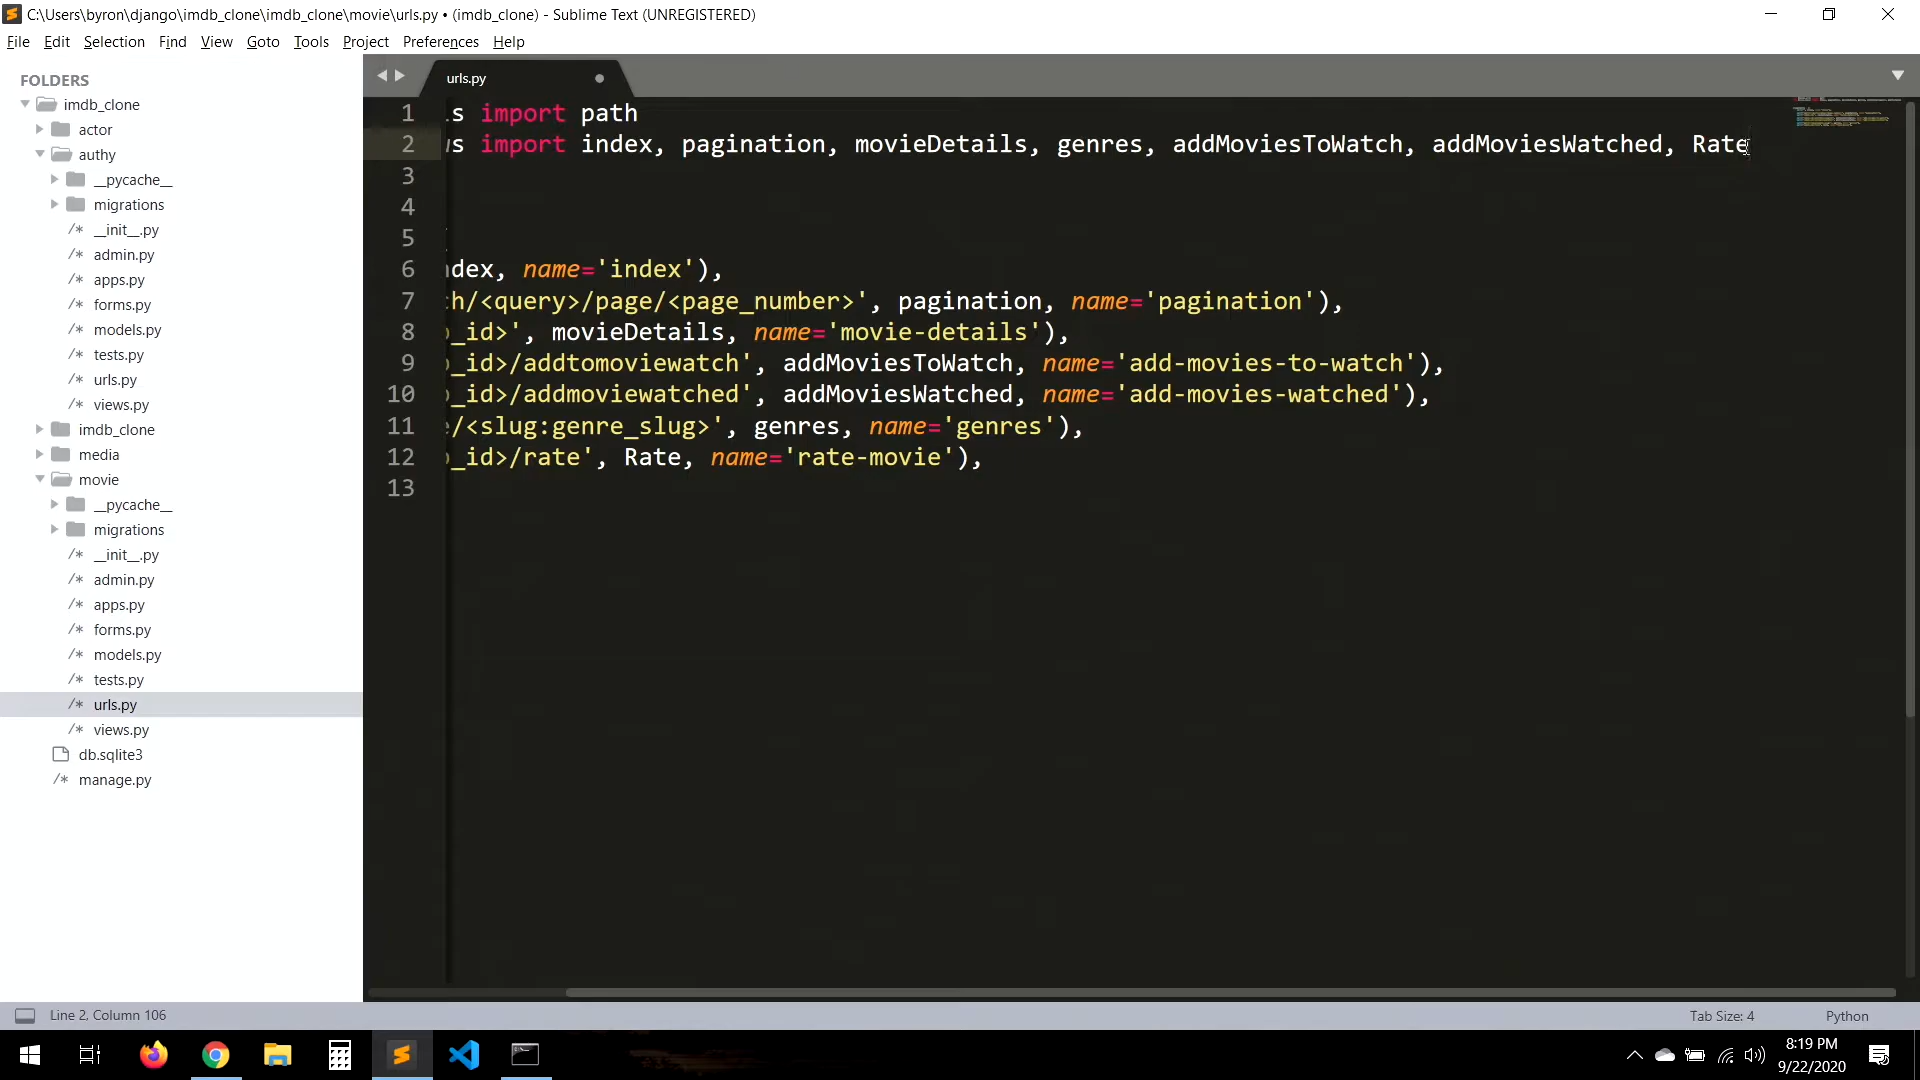 C:\Users\byron\django\imdb_clone\imdb_clone\movie\urls.py • (imdb_clone) - Sublime Text (UNREGISTERED)
File Edit Selection Find View Goto Tools Project Preferences Help
FOLDERS
imdb_clone
actor
authy
__pycache__
migrations
/* __init__.py
/* admin.py
/* apps.py
/* forms.py
/* models.py
/* tests.py
/* urls.py
/* views.py
imdb_clone
media
movie
__pycache__
migrations
/* __init__.py
/* admin.py
/* apps.py
/* forms.py
/* models.py
/* tests.py
/* urls.py
/* views.py
db.sqlite3
/* manage.py
urls.py
1 s import path
2 s import index, pagination, movieDetails, genres, addMoviesToWatch, addMoviesWatched, Rate
3
4
5
6 dex, name='index'),
7 h/<query>/page/<page_number>', pagination, name='pagination'),
8 _id>', movieDetails, name='movie-details'),
9 _id>/addtomoviewatch', addMoviesToWatch, name='add-movies-to-watch'),
10 _id>/addmoviewatched', addMoviesWatched, name='add-movies-watched'),
11 /<slug:genre_slug>', genres, name='genres'),
12 _id>/rate', Rate, name='rate-movie'),
13
Line 2, Column 106
Tab Size: 4
Python
8:19 PM
9/22/2020